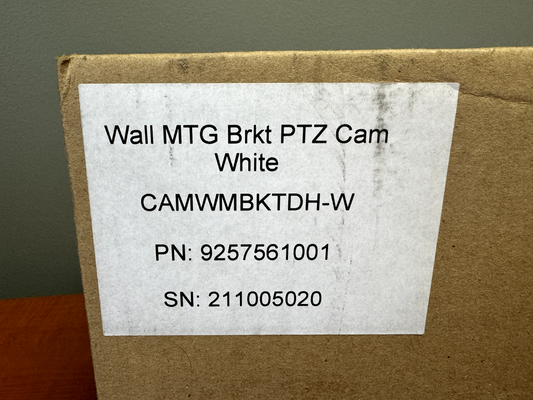 Wall MTG Brkt PTZ Cam
White
CAMWMBKTDH-W
PN: 9257561001
SN: 211005020